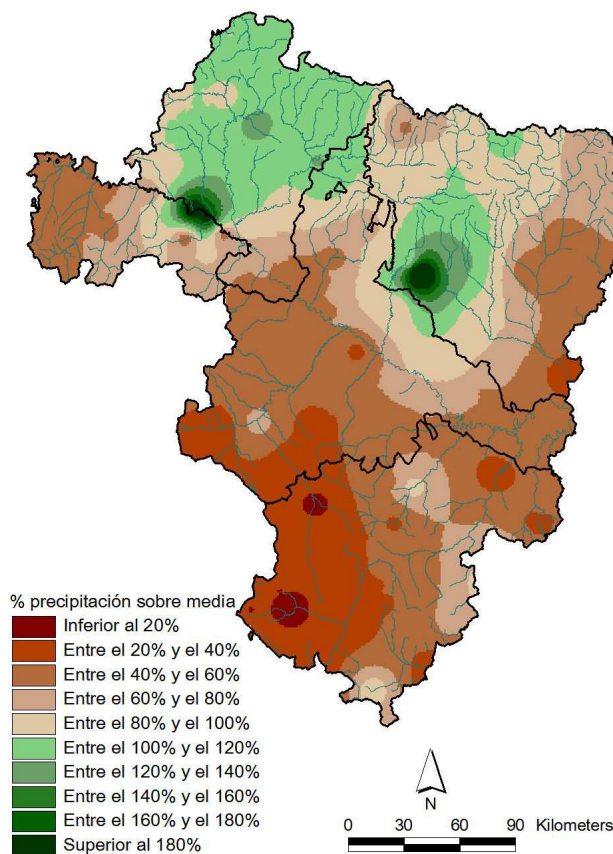 % precipitación sobre media
Inferior al 20%
Entre el 20% y el 40%
Entre el 40% y el 60%
Entre el 60% y el 80%
Entre el 80% y el 100%
Entre el 100% y el 120%
Entre el 120% y el 140%
Entre el 140% y el 160%
Entre el 160% y el 180%
Superior al 180%
N
0 30 60 90 Kilometers